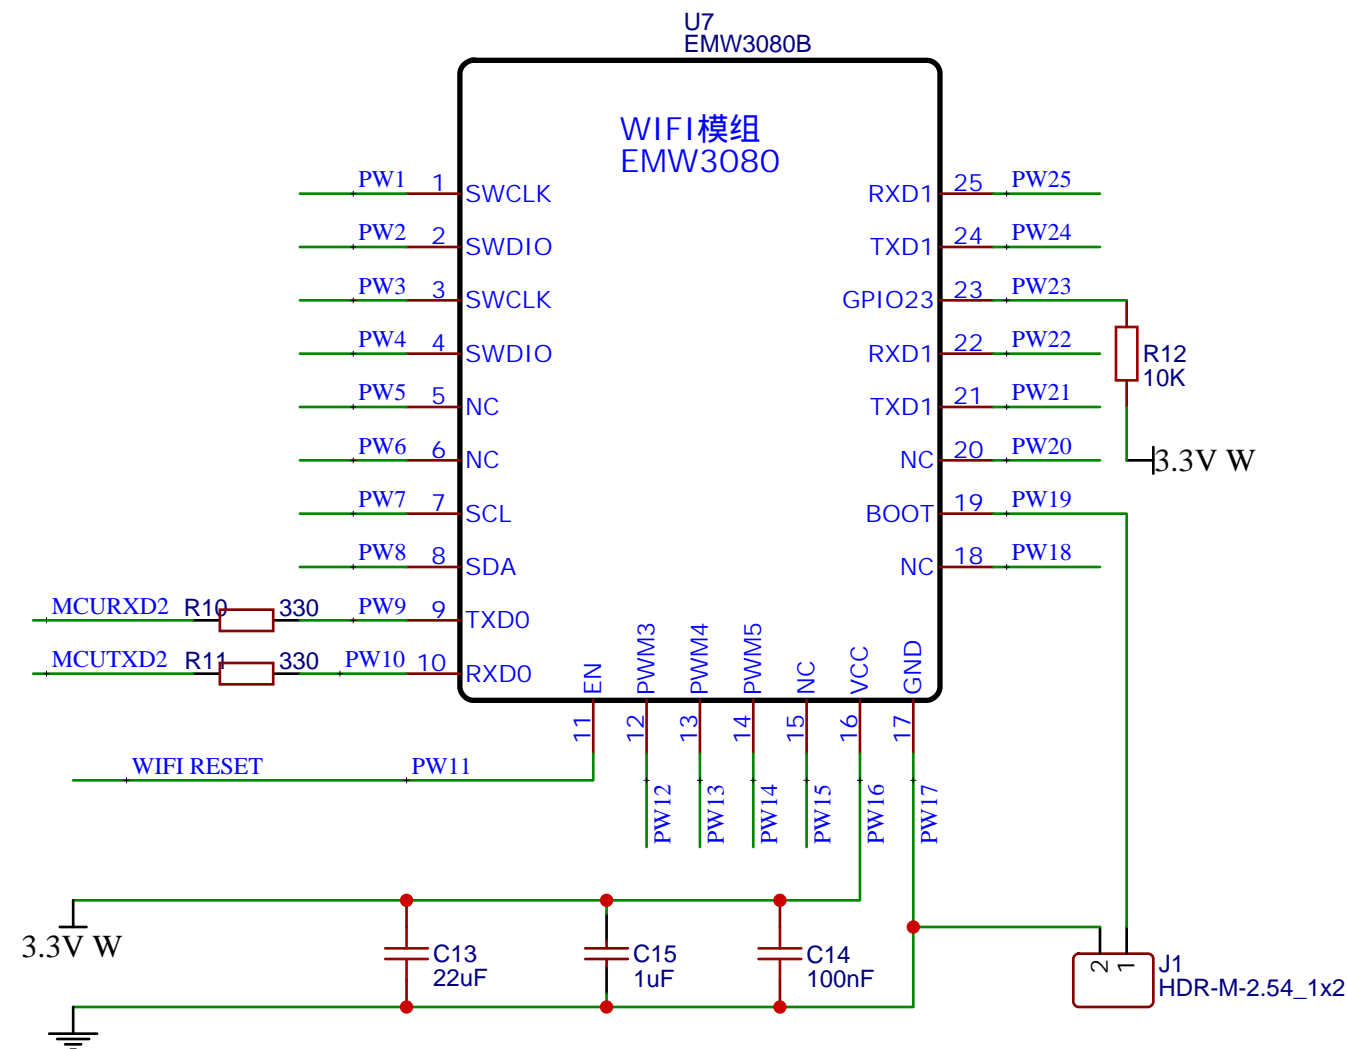 U7
EMW3080B
WIFI模组
EMW3080
PW1 1 SWCLK
PW2 2 SWDIO
PW3 3 SWCLK
PW4 4 SWDIO
PW5 5 NC
PW6 6 NC
PW7 7 SCL
PW8 8 SDA
MCURXD2 R10 330 PW9 9 TXD0
MCUTXD2 R11 330 PW10 10 RXD0
RXD1 25 PW25
TXD1 24 PW24
GPIO23 23 PW23
RXD1 22 PW22
TXD1 21 PW21
NC 20 PW20
BOOT 19 PW19
NC 18 PW18
R12
10K
3.3V W
EN 11
PWM3 12 PW12
PWM4 13 PW13
PWM5 14 PW14
NC 15 PW15
VCC 16 PW16
GND 17 PW17
WIFI RESET PW11
3.3V W
C13
22uF
C15
1uF
C14
100nF
2 1
J1
HDR-M-2.54_1x2